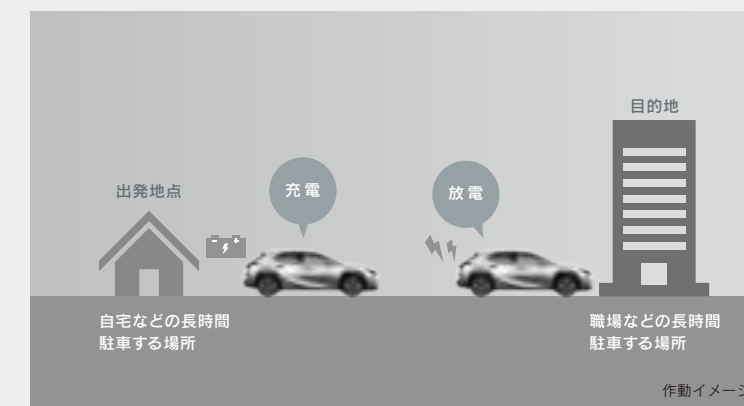 目的地
出発地点
充電
放電
自宅などの長時間
駐車する場所
職場などの長時間
駐車する場所
作動イメージ